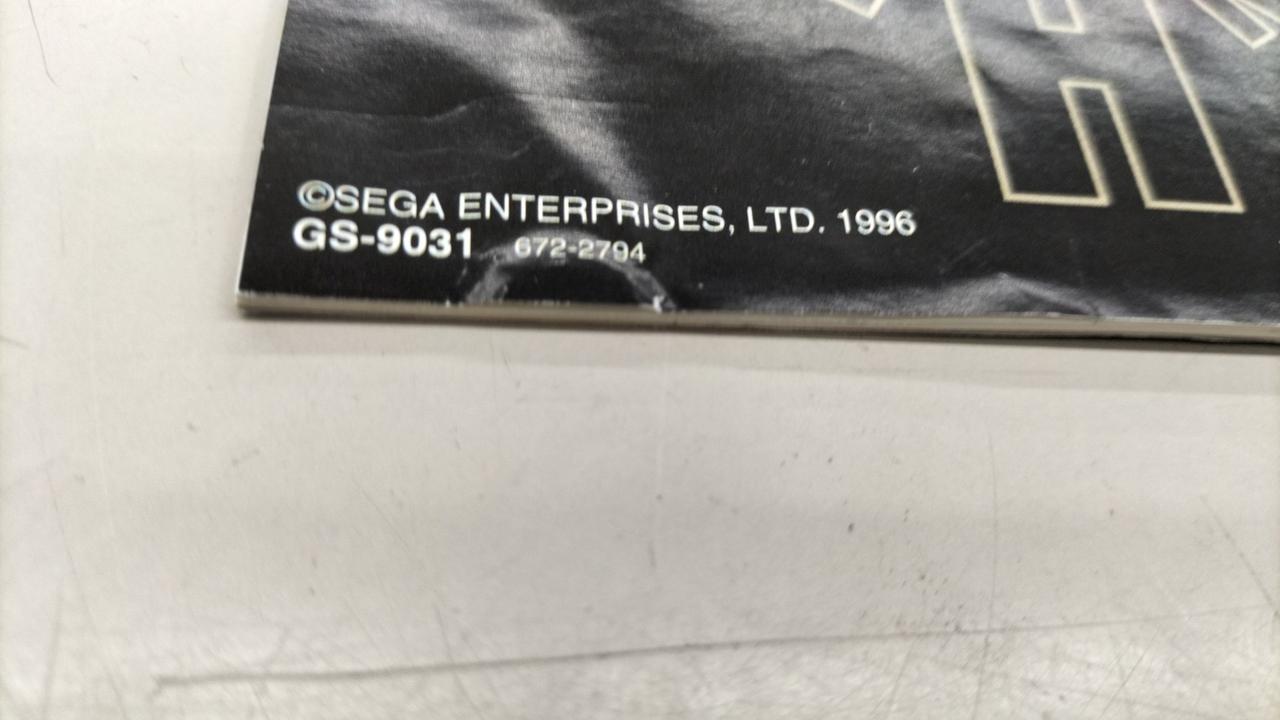 ©SEGA ENTERPRISES, LTD. 1996
GS-9031 672-2794